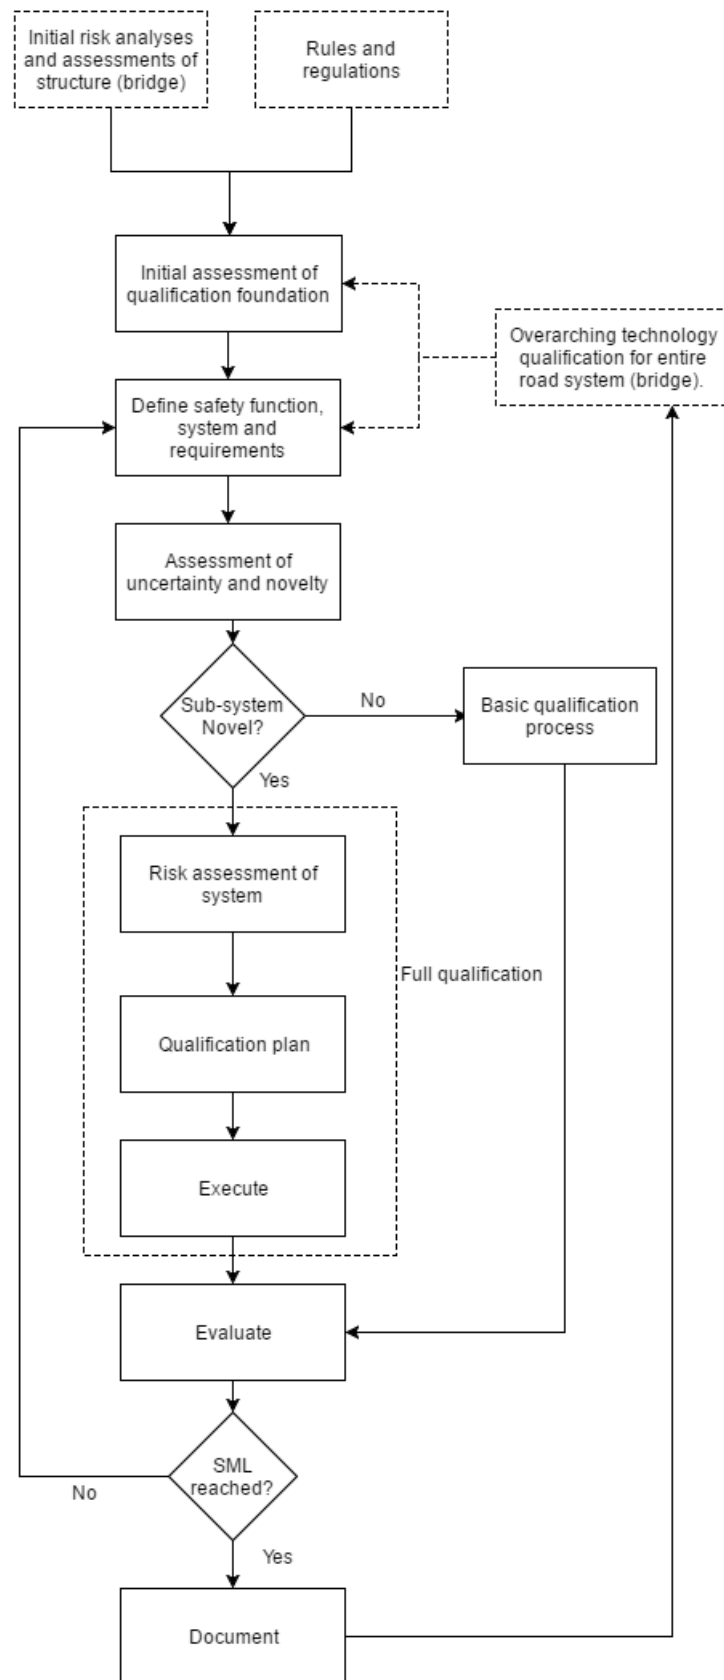 Initial risk analyses
and assessments of
structure (bridge)
Rules and
regulations
Initial assessment of
qualification foundation
Overarching technology
qualification for entire
road system (bridge).
Define safety function,
system and
requirements
Assessment of
uncertainty and novelty
Sub-system
Novel?
No
Basic qualification
process
Yes
Risk assessment of
system
Full qualification
Qualification plan
Execute
Evaluate
SML
reached?
No
Yes
Document